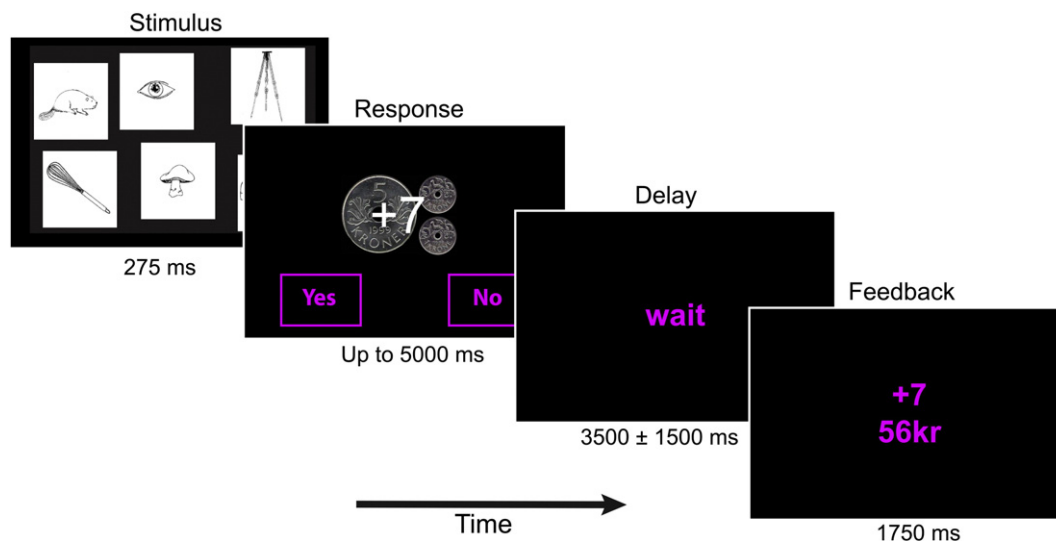 Stimulus
275 ms
Response
5
1999
KRONER
+7
Yes
No
Up to 5000 ms
Delay
wait
3500 ± 1500 ms
Feedback
+7
56kr
1750 ms
Time